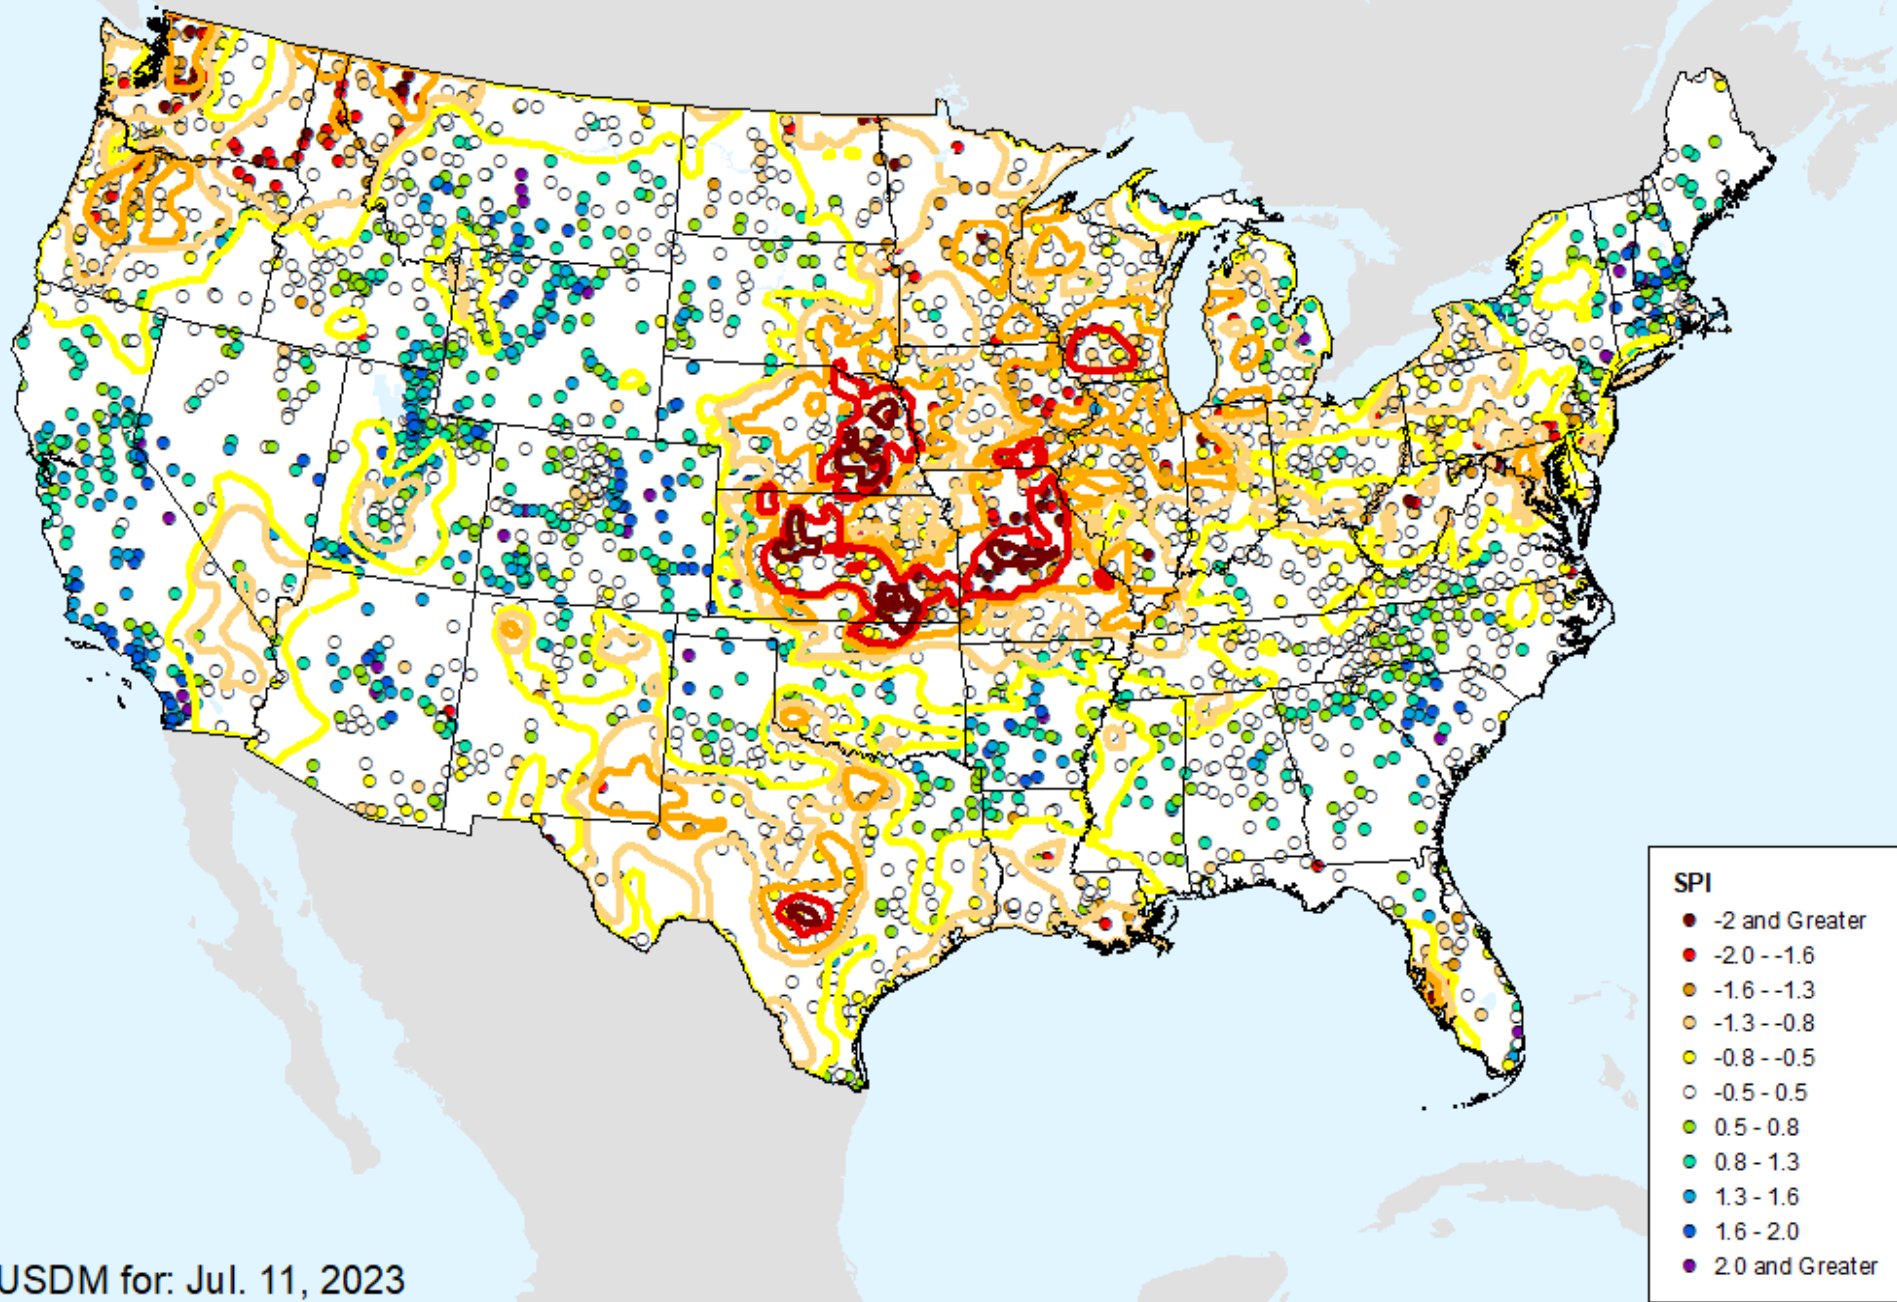 SPI
-2 and Greater
-2.0 - -1.6
-1.6 - -1.3
-1.3 - -0.8
-0.8 - -0.5
-0.5 - 0.5
0.5 - 0.8
0.8 - 1.3
1.3 - 1.6
1.6 - 2.0
2.0 and Greater
USDM for: Jul. 11, 2023